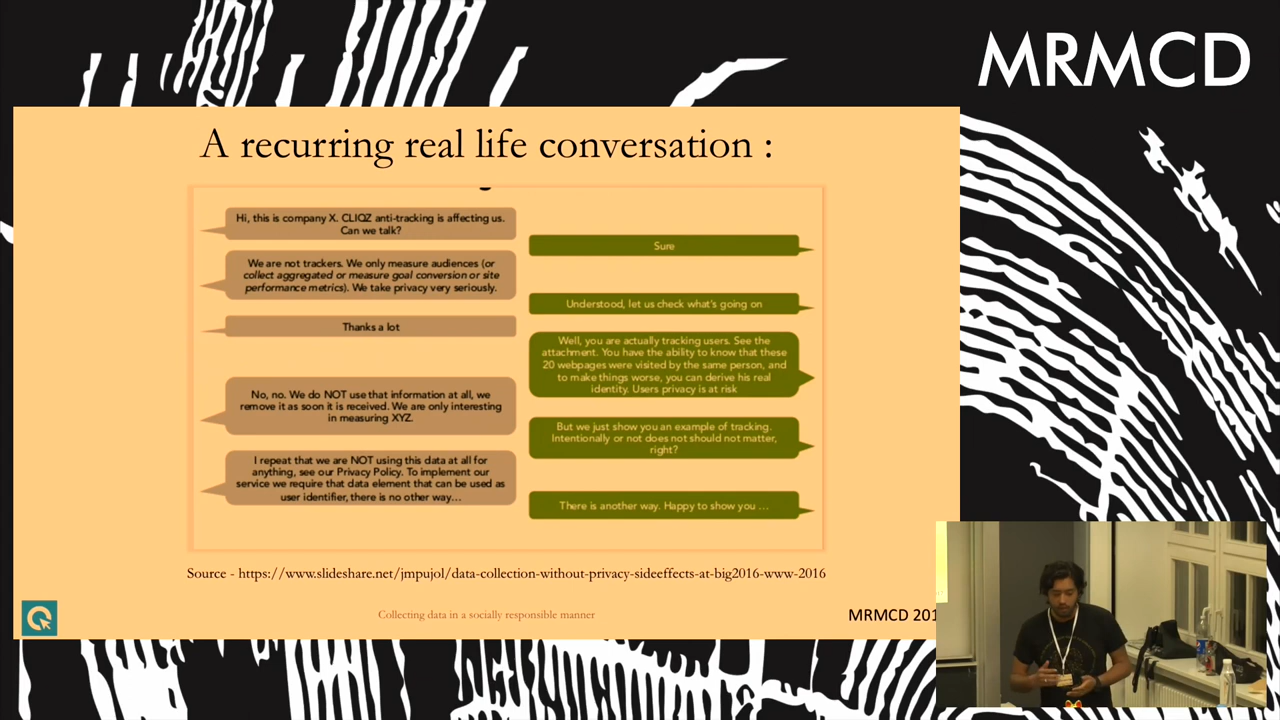 MRMCD
A recurring real life conversation :
Hi, this is company X. CLIQZ anti-tracking is affecting us.
Can we talk?
Sure
We are not trackers. We only measure audiences (or
collect aggregated or measure goal conversion or site
performance metrics). We take privacy very seriously.
Understood, let us check what's going on
Thanks a lot
Well, you are actually tracking users. See the
attachment. You have the ability to know that these
20 webpages were visited by the same person, and
to make things worse, you can derive his real
identity. Users privacy is at risk
No, no. We do NOT use that information at all, we
remove it as soon it is received. We are only interesting
in measuring XYZ.
But we just show you an example of tracking.
Intentionally or not does not should not matter,
right?
I repeat that we are NOT using this data at all for
anything, see our Privacy Policy. To implement our
service we require that data element that can be used as
user identifier, there is no other way...
There is another way. Happy to show you ...
Source - https://www.slideshare.net/jmpujol/data-collection-without-privacy-sideeffects-at-big2016-www-2016
Collecting data in a socially responsible manner
MRMCD 201